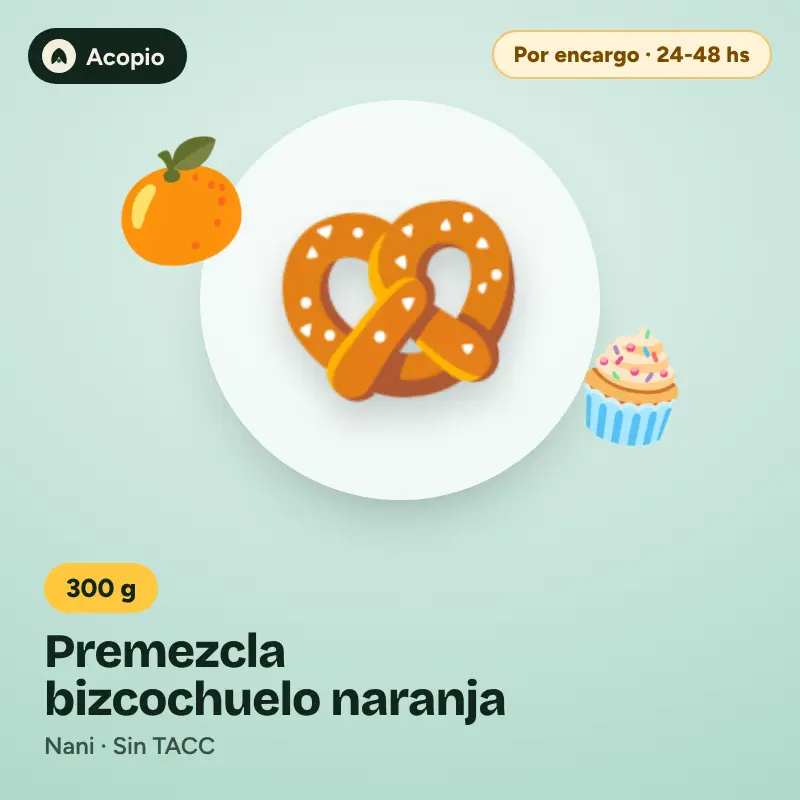 Acopio
Por encargo · 24-48 hs
300 g
Premezcla
bizcochuelo naranja
Nani · Sin TACC